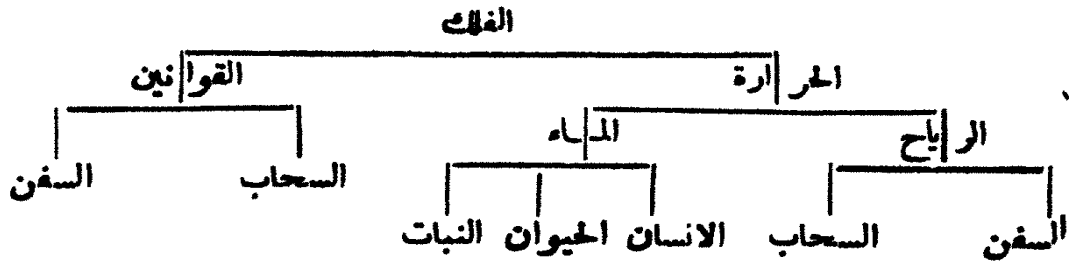 الفلك
الحرارة القوانين
الرياح الماء السحاب السفن
السفن السحاب الانسان الحيوان النبات